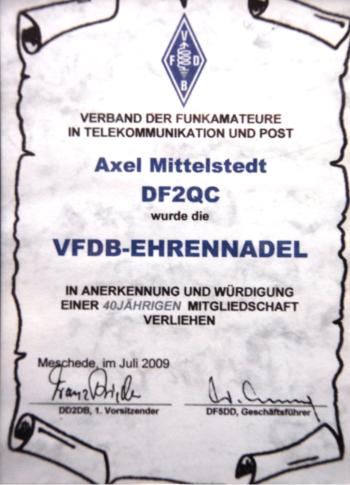 V
F D
B
VERBAND DER FUNKAMATEURE
IN TELEKOMMUNIKATION UND POST
Axel Mittelstedt
DF2QC
wurde die
VFDB-EHRENNADEL
IN ANERKENNUNG UND WÜRDIGUNG
EINER 40JÄHRIGEN MITGLIEDSCHAFT
VERLIEHEN
Meschede, im Juli 2009
DD2DB, 1. Vorsitzender DF5DD, Geschäftsführer